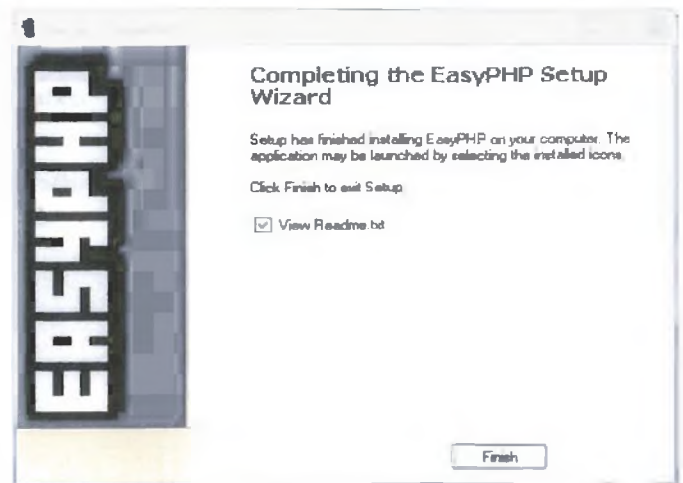 EASYPHP
Completing the EasyPHP Setup
Wizard
Setup has finished installing EasyPHP on your computer. The
application may be launched by selecting the installed icons.
Click Finish to exit Setup
View Readme.txt
Finish